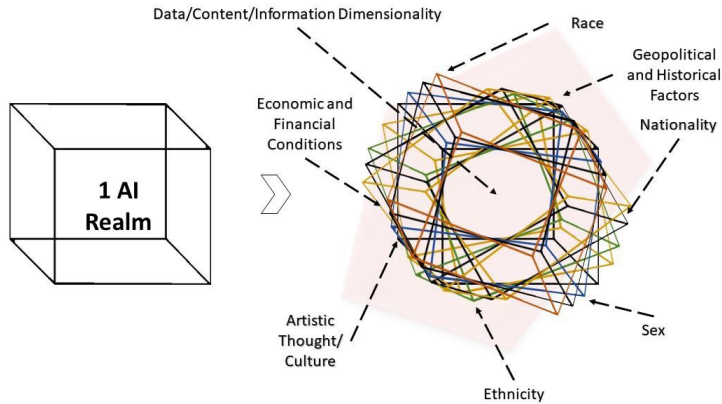 Data/Content/Information Dimensionality
Race
Geopolitical
and Historical
Factors
Economic and
Financial
Conditions
Nationality
1 AI
Realm
Artistic
Thought/
Culture
Sex
Ethnicity